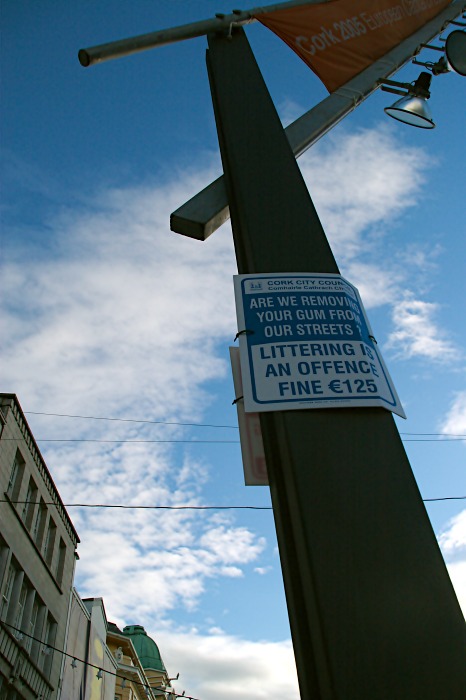 Cork 2005 European
CORK CITY COUN
Comhairle Cathrach Ch
ARE WE REMOVING
YOUR GUM FROM
OUR STREETS ?
LITTERING IS
AN OFFENCE
FINE €125